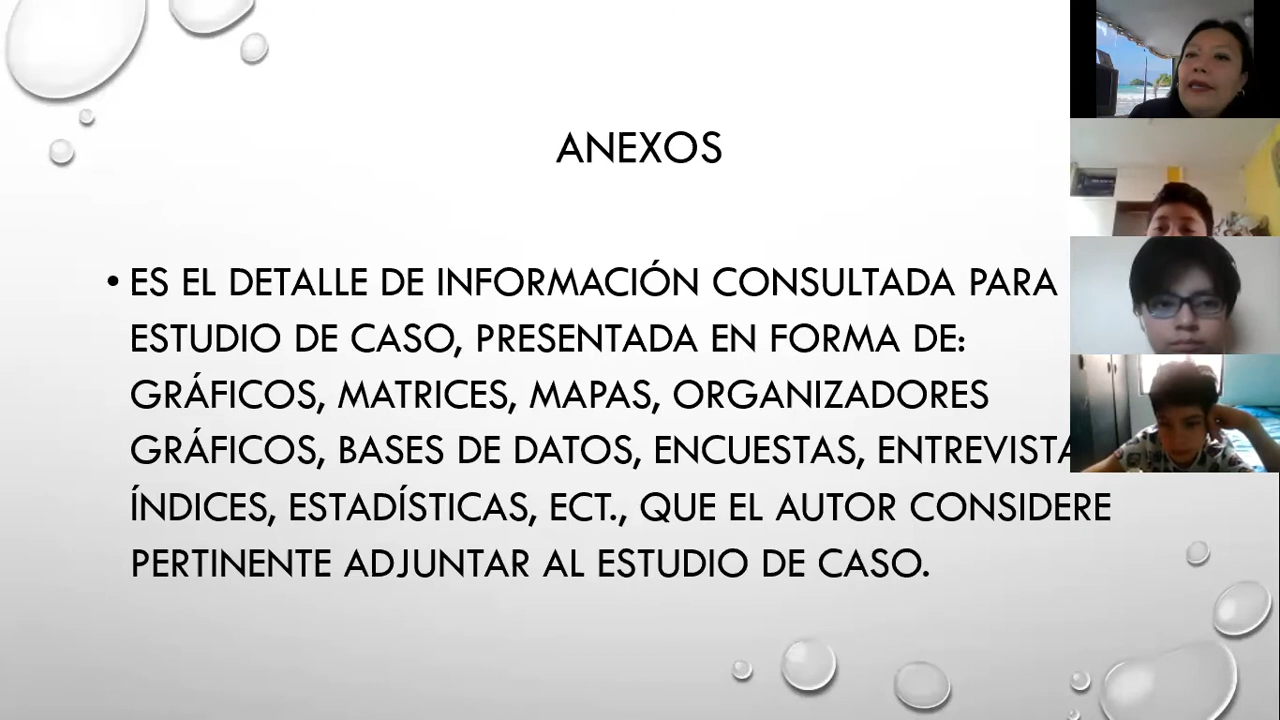 ANEXOS
• ES EL DETALLE DE INFORMACIÓN CONSULTADA PARA
ESTUDIO DE CASO, PRESENTADA EN FORMA DE:
GRÁFICOS, MATRICES, MAPAS, ORGANIZADORES
GRÁFICOS, BASES DE DATOS, ENCUESTAS,
ÍNDICES, ESTADÍSTICAS, ECT., QUE EL AUTOR CONSIDERE
PERTINENTE ADJUNTAR AL ESTUDIO DE CASO.